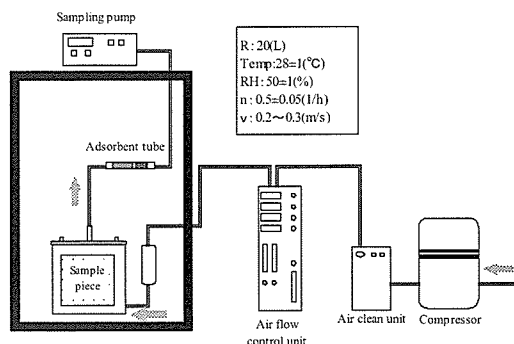 Sampling pump
R: 20(L)
Temp:28±1(℃)
RH: 50±1(%)
n: 0.5±0.05(1/h)
v: 0.2～0.3(m/s)
Adsorbent tube
Sample
piece
Air flow
control unit
Air clean unit
Compressor